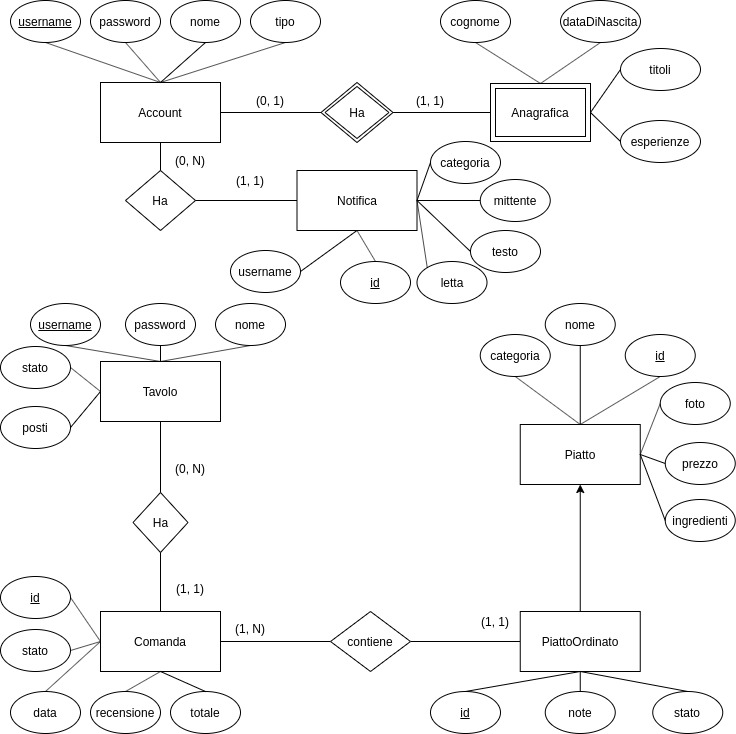 username
password
nome
tipo
cognome
dataDiNascita
Account
(0, 1)
Ha
(1, 1)
Anagrafica
titoli
esperienze
(0, N)
Ha
(1, 1)
Notifica
categoria
mittente
testo
username
id
letta
username
password
nome
stato
posti
Tavolo
nome
categoria
id
foto
prezzo
ingredienti
Piatto
(0, N)
Ha
(1, 1)
id
stato
data
recensione
totale
Comanda
(1, N)
contiene
(1, 1)
PiattoOrdinato
id
note
stato